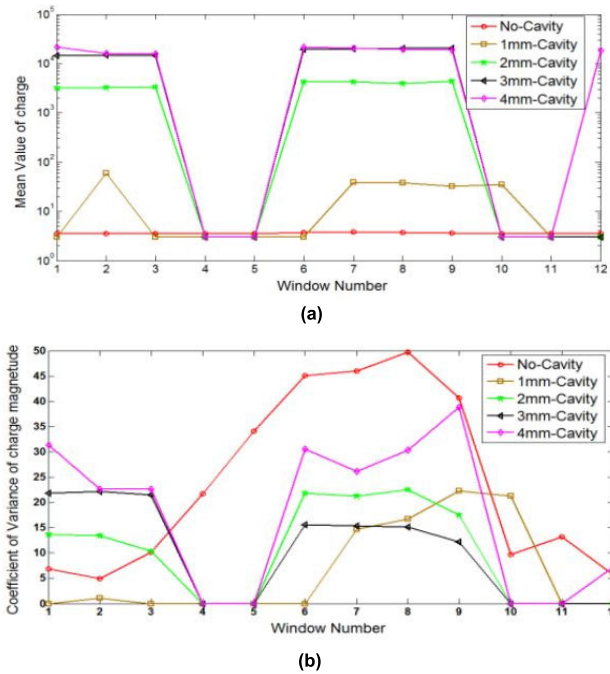 10^5
10^4
10^3
10^2
10^1
10^0
Mean Value of charge
No-Cavity
1mm-Cavity
2mm-Cavity
3mm-Cavity
4mm-Cavity
1 2 3 4 5 6 7 8 9 10 11 12
Window Number
(a)
50
45
40
35
30
25
20
15
10
5
0
Coefficient of Variance of charge magnetude
No-Cavity
1mm-Cavity
2mm-Cavity
3mm-Cavity
4mm-Cavity
1 2 3 4 5 6 7 8 9 10 11 1
Window Number
(b)